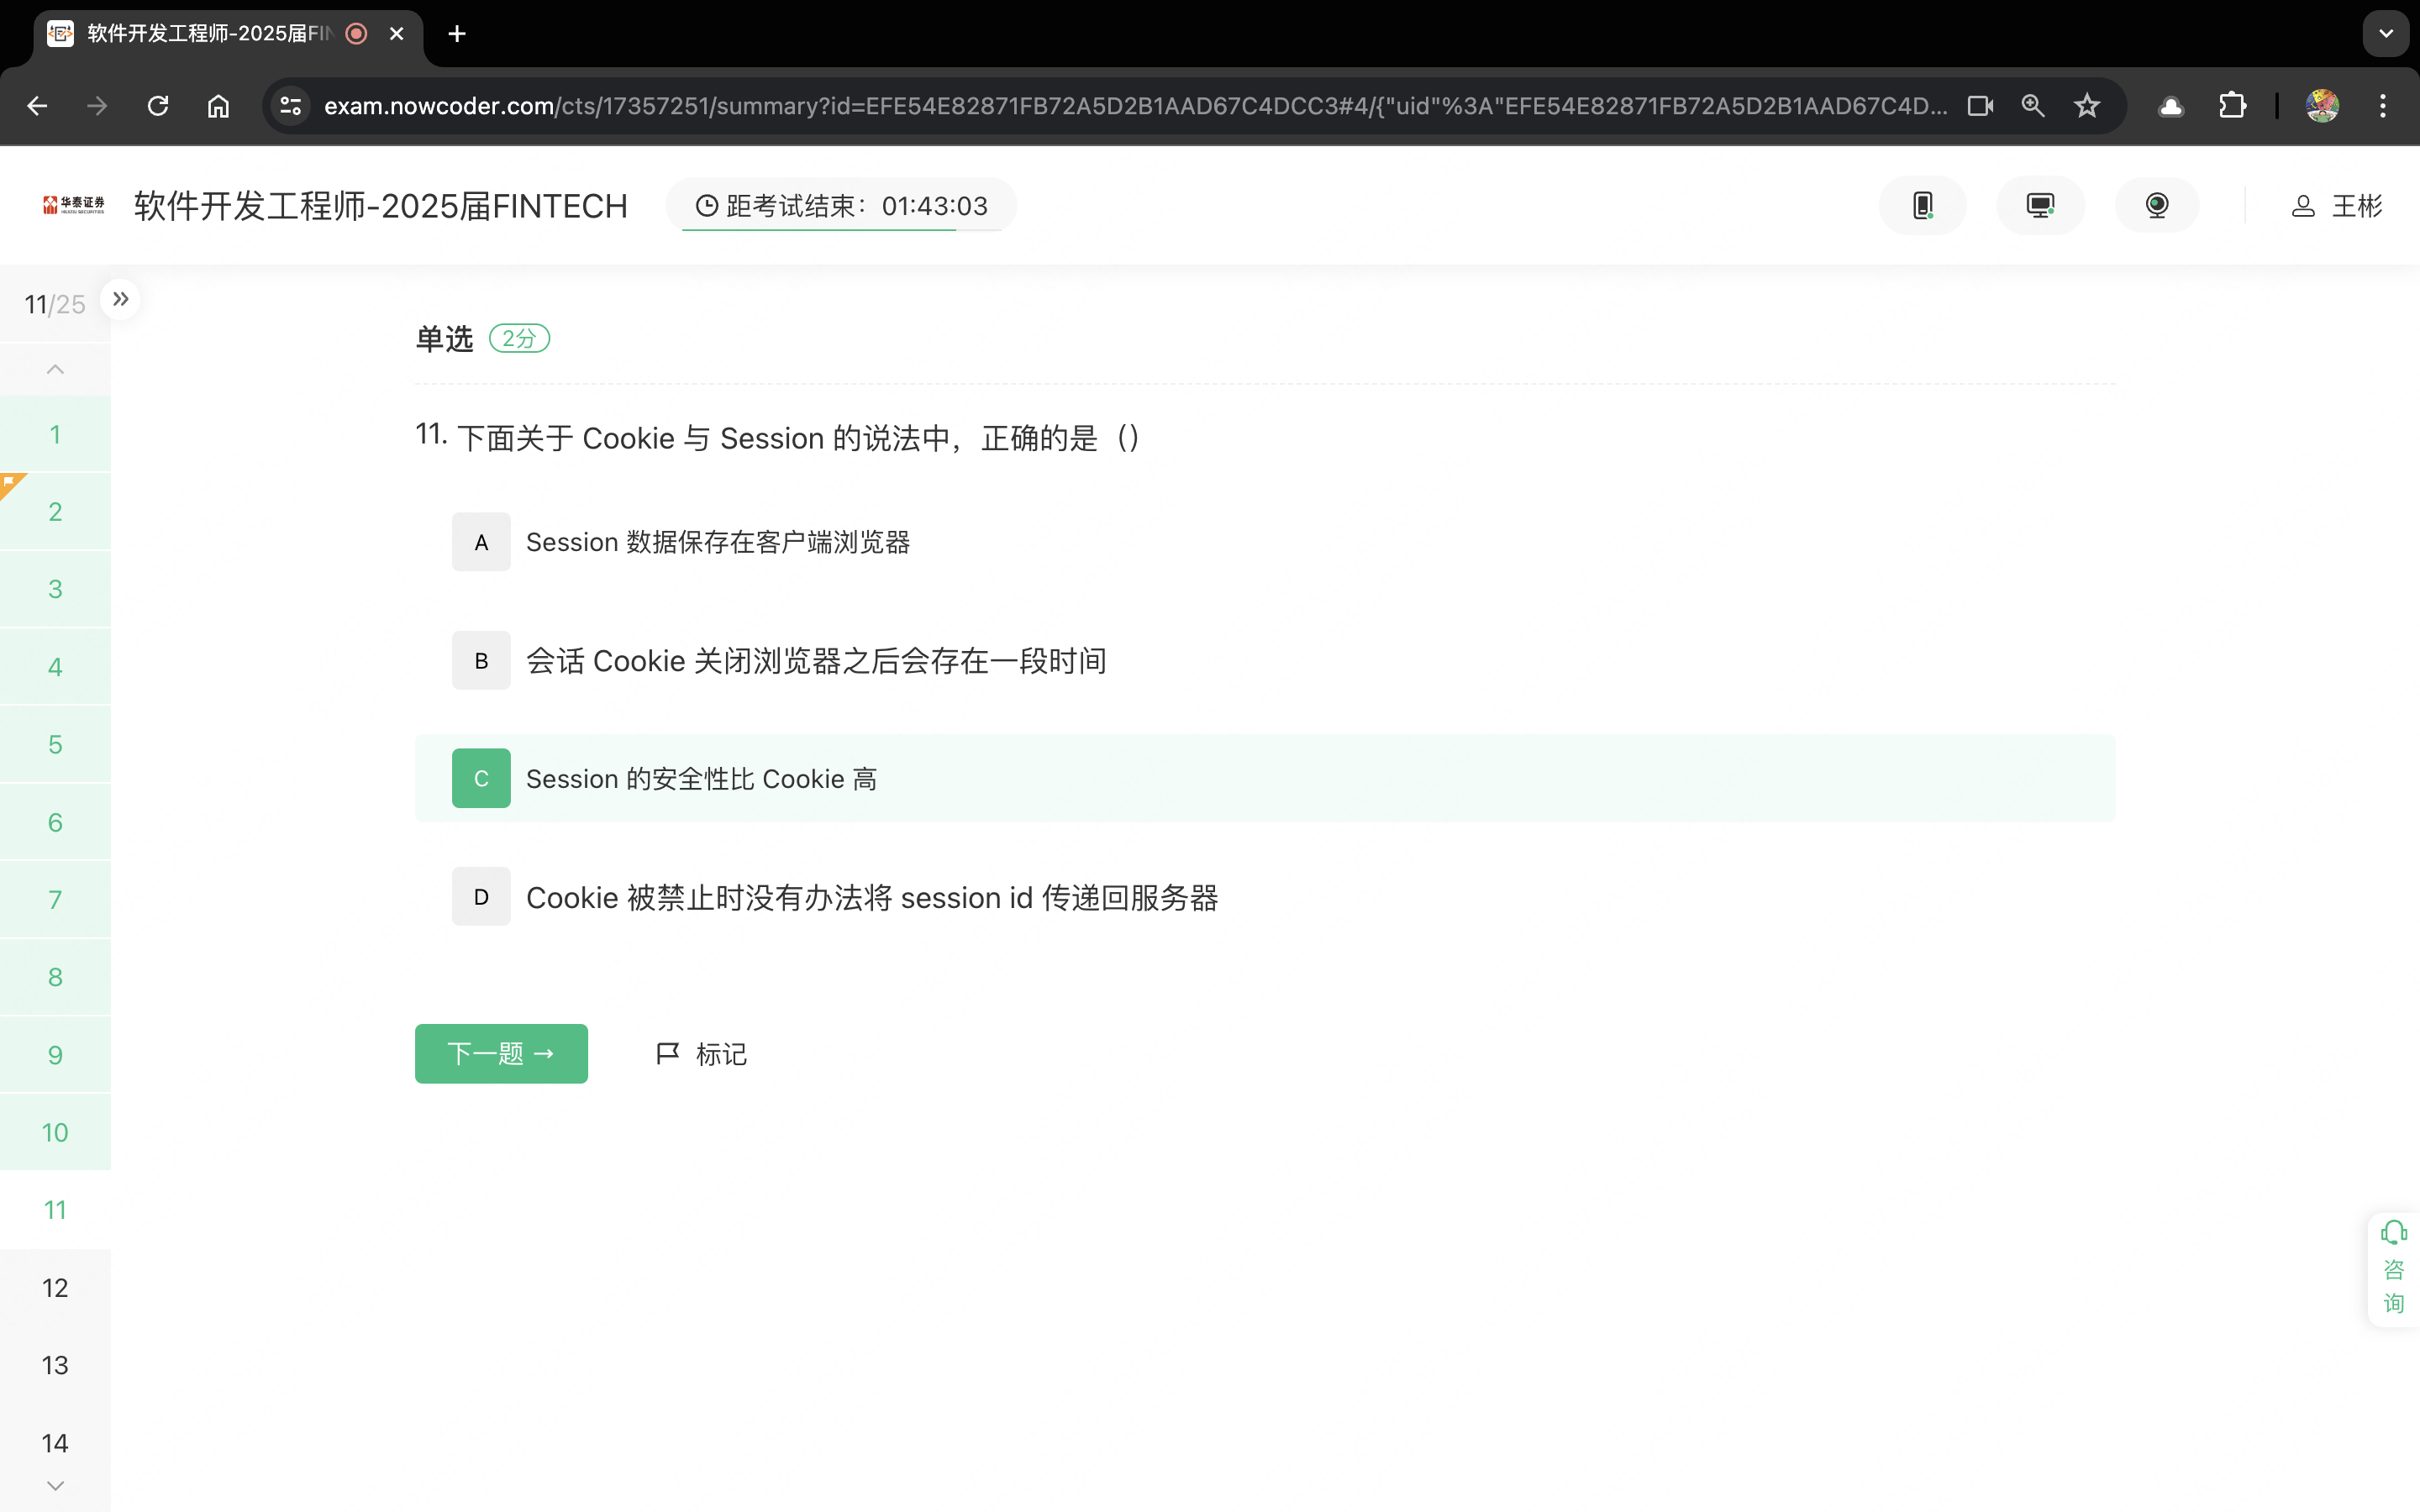 软件开发工程师-2025届FIN
exam.nowcoder.com/cts/17357251/summary?id=EFE54E82871FB72A5D2B1AAD67C4DCC3#4/{"uid"%3A"EFE54E82871FB72A5D2B1AAD67C4D...
华泰证券
HUATAI SECURITIES
软件开发工程师-2025届FINTECH
距考试结束：01:43:03
王彬
11/25
单选 2分
11. 下面关于 Cookie 与 Session 的说法中，正确的是（）
A Session 数据保存在客户端浏览器
B 会话 Cookie 关闭浏览器之后会存在一段时间
C Session 的安全性比 Cookie 高
D Cookie 被禁止时没有办法将 session id 传递回服务器
下一题 →
标记
1
2
3
4
5
6
7
8
9
10
11
12
13
14
咨
询